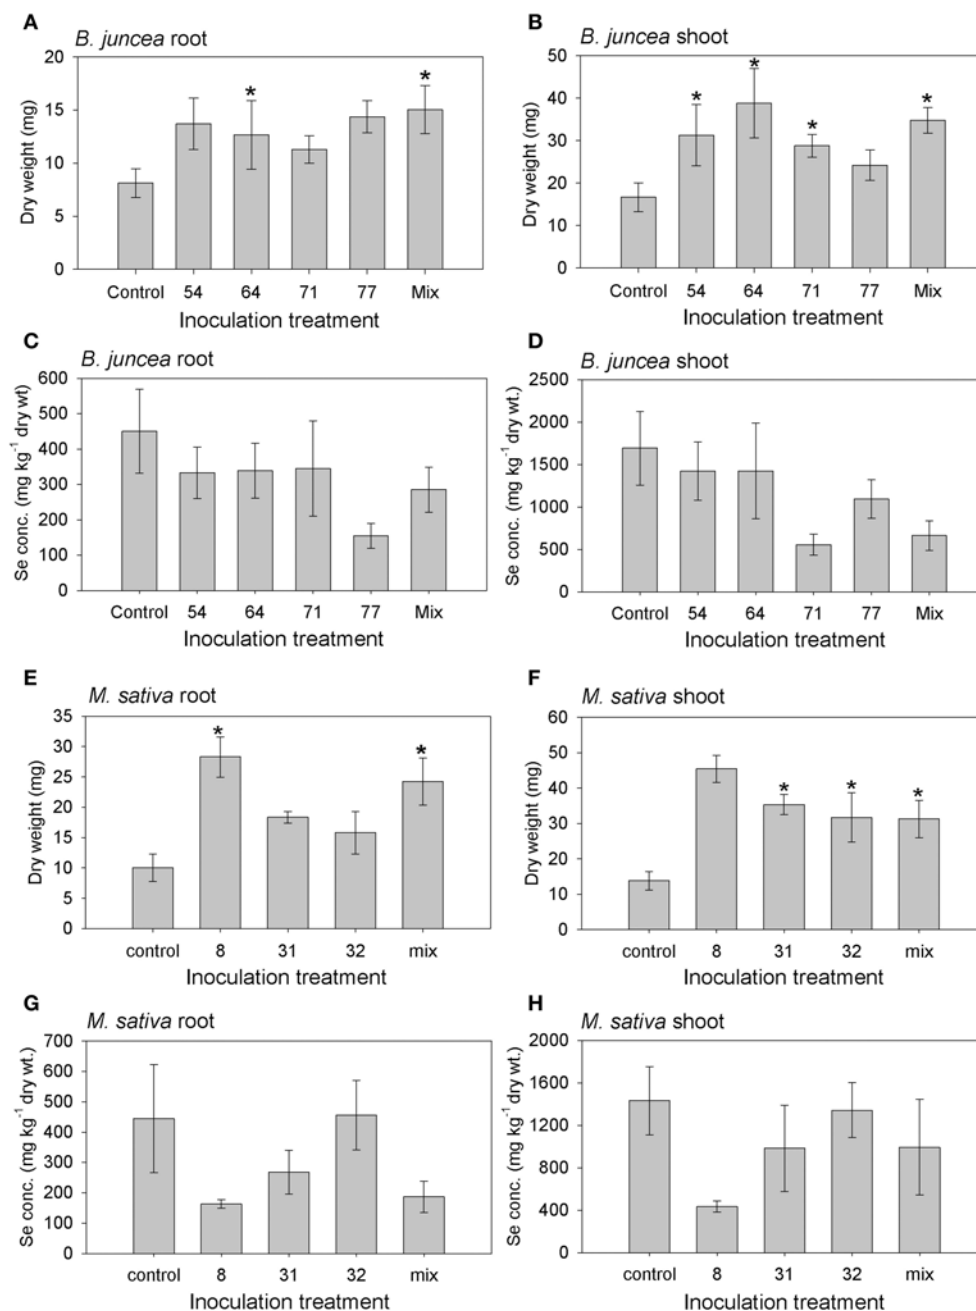 A
B. juncea root
Dry weight (mg)
20
15
10
5
0
* *
Control 54 64 71 77 Mix
Inoculation treatment
B
B. juncea shoot
Dry weight (mg)
50
40
30
20
10
0
* * * *
Control 54 64 71 77 Mix
Inoculation treatment
C
B. juncea root
Se conc. (mg kg⁻¹ dry wt)
600
500
400
300
200
100
0
Control 54 64 71 77 Mix
Inoculation treatment
D
B. juncea shoot
Se conc. (mg kg⁻¹ dry wt.)
2500
2000
1500
1000
500
0
Control 54 64 71 77 Mix
Inoculation treatment
E
M. sativa root
Dry weight (mg)
35
30
25
20
15
10
5
0
* *
control 8 31 32 mix
Inoculation treatment
F
M. sativa shoot
Dry weight (mg)
60
50
40
30
20
10
0
* * *
control 8 31 32 mix
Inoculation treatment
G
M. sativa root
Se conc. (mg kg⁻¹ dry wt.)
700
600
500
400
300
200
100
0
control 8 31 32 mix
Inoculation treatment
H
M. sativa shoot
Se conc. (mg kg⁻¹ dry wt.)
2000
1600
1200
800
400
0
control 8 31 32 mix
Inoculation treatment